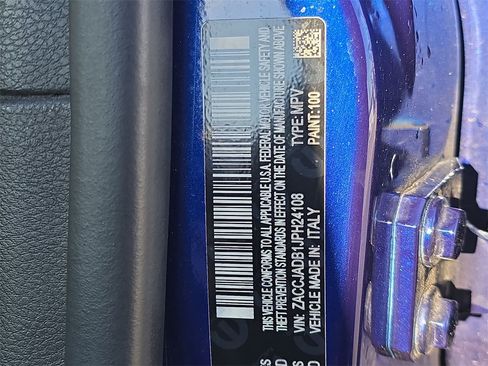 THIS VEHICLE CONFORMS TO ALL APPLICABLE U.S.A. FEDERAL MOTOR VEHICLE SAFETY AND
THEFT PREVENTION STANDARDS IN EFFECT ON THE DATE OF MANUFACTURE SHOWN ABOVE
VIN: ZACCJADB1JPH24108 TYPE: MPV
VEHICLE MADE IN: ITALY PAINT: 100